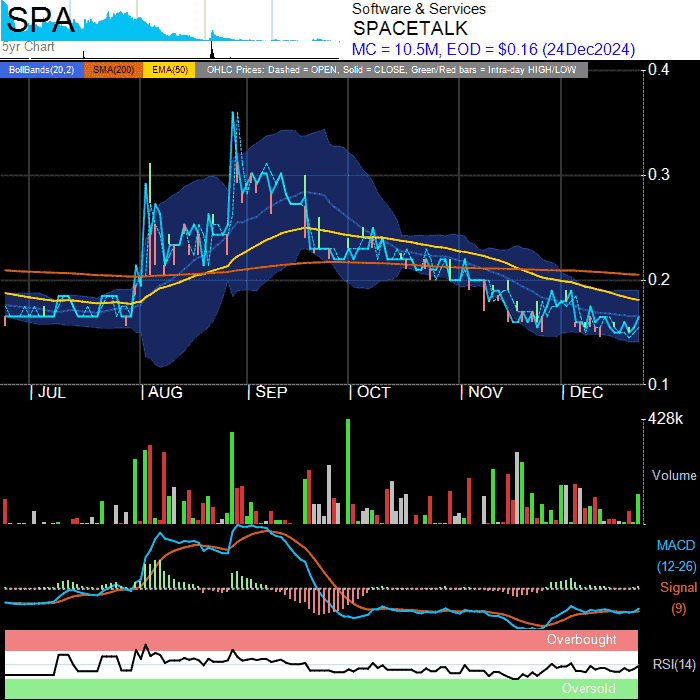 SPA
5yr Chart
Software & Services
SPACETALK
MC = 10.5M, EOD = $0.16 (24Dec2024)
BollBands(20,2) SMA(200) EMA(50) OHLC Prices: Dashed = OPEN, Solid = CLOSE, Green/Red bars = Intra-day HIGH/LOW
0.4
0.3
0.2
0.1
| JUL | AUG | SEP | OCT | NOV | DEC
428k
Volume
MACD
(12-26)
Signal
(9)
Overbought
RSI(14)
Oversold